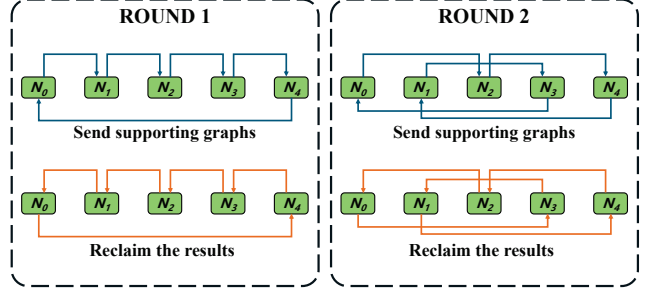 ROUND 1
N0 N1 N2 N3 N4
Send supporting graphs
N0 N1 N2 N3 N4
Reclaim the results
ROUND 2
N0 N1 N2 N3 N4
Send supporting graphs
N0 N1 N2 N3 N4
Reclaim the results